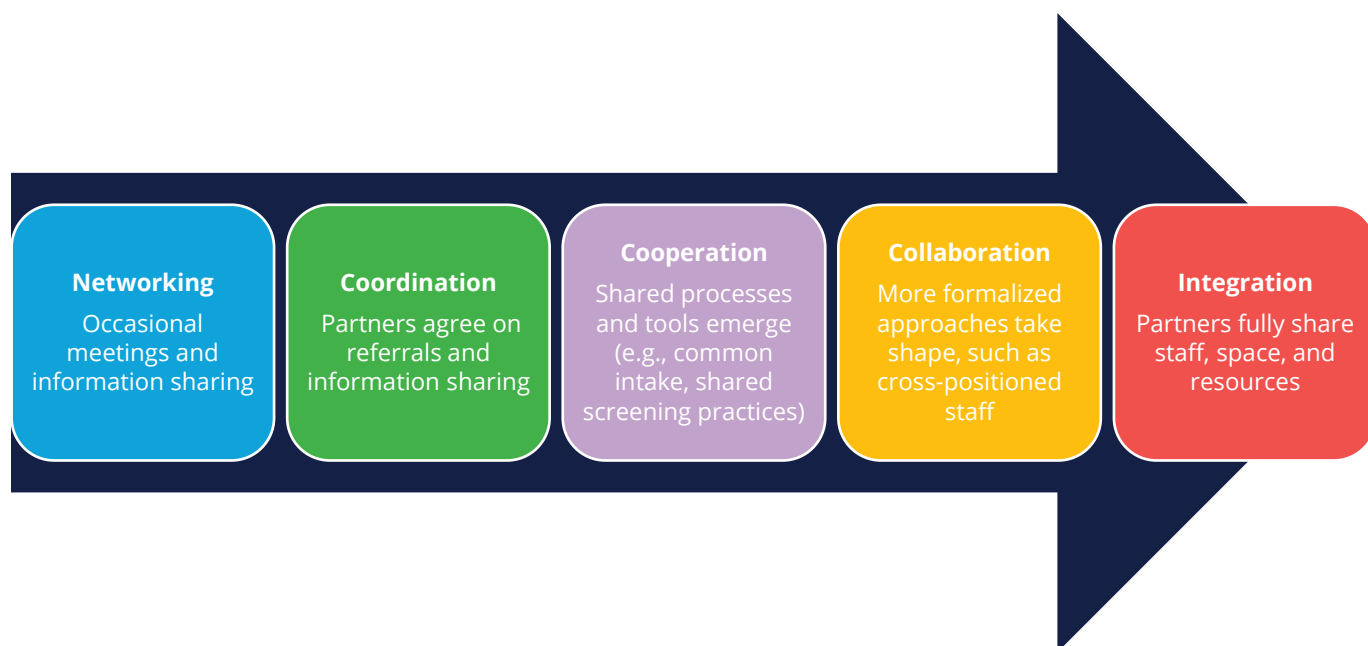 Networking
Occasional
meetings and
information sharing
Coordination
Partners agree on
referrals and
information sharing
Cooperation
Shared processes
and tools emerge
(e.g., common
intake, shared
screening practices)
Collaboration
More formalized
approaches take
shape, such as
cross-positioned
staff
Integration
Partners fully share
staff, space, and
resources